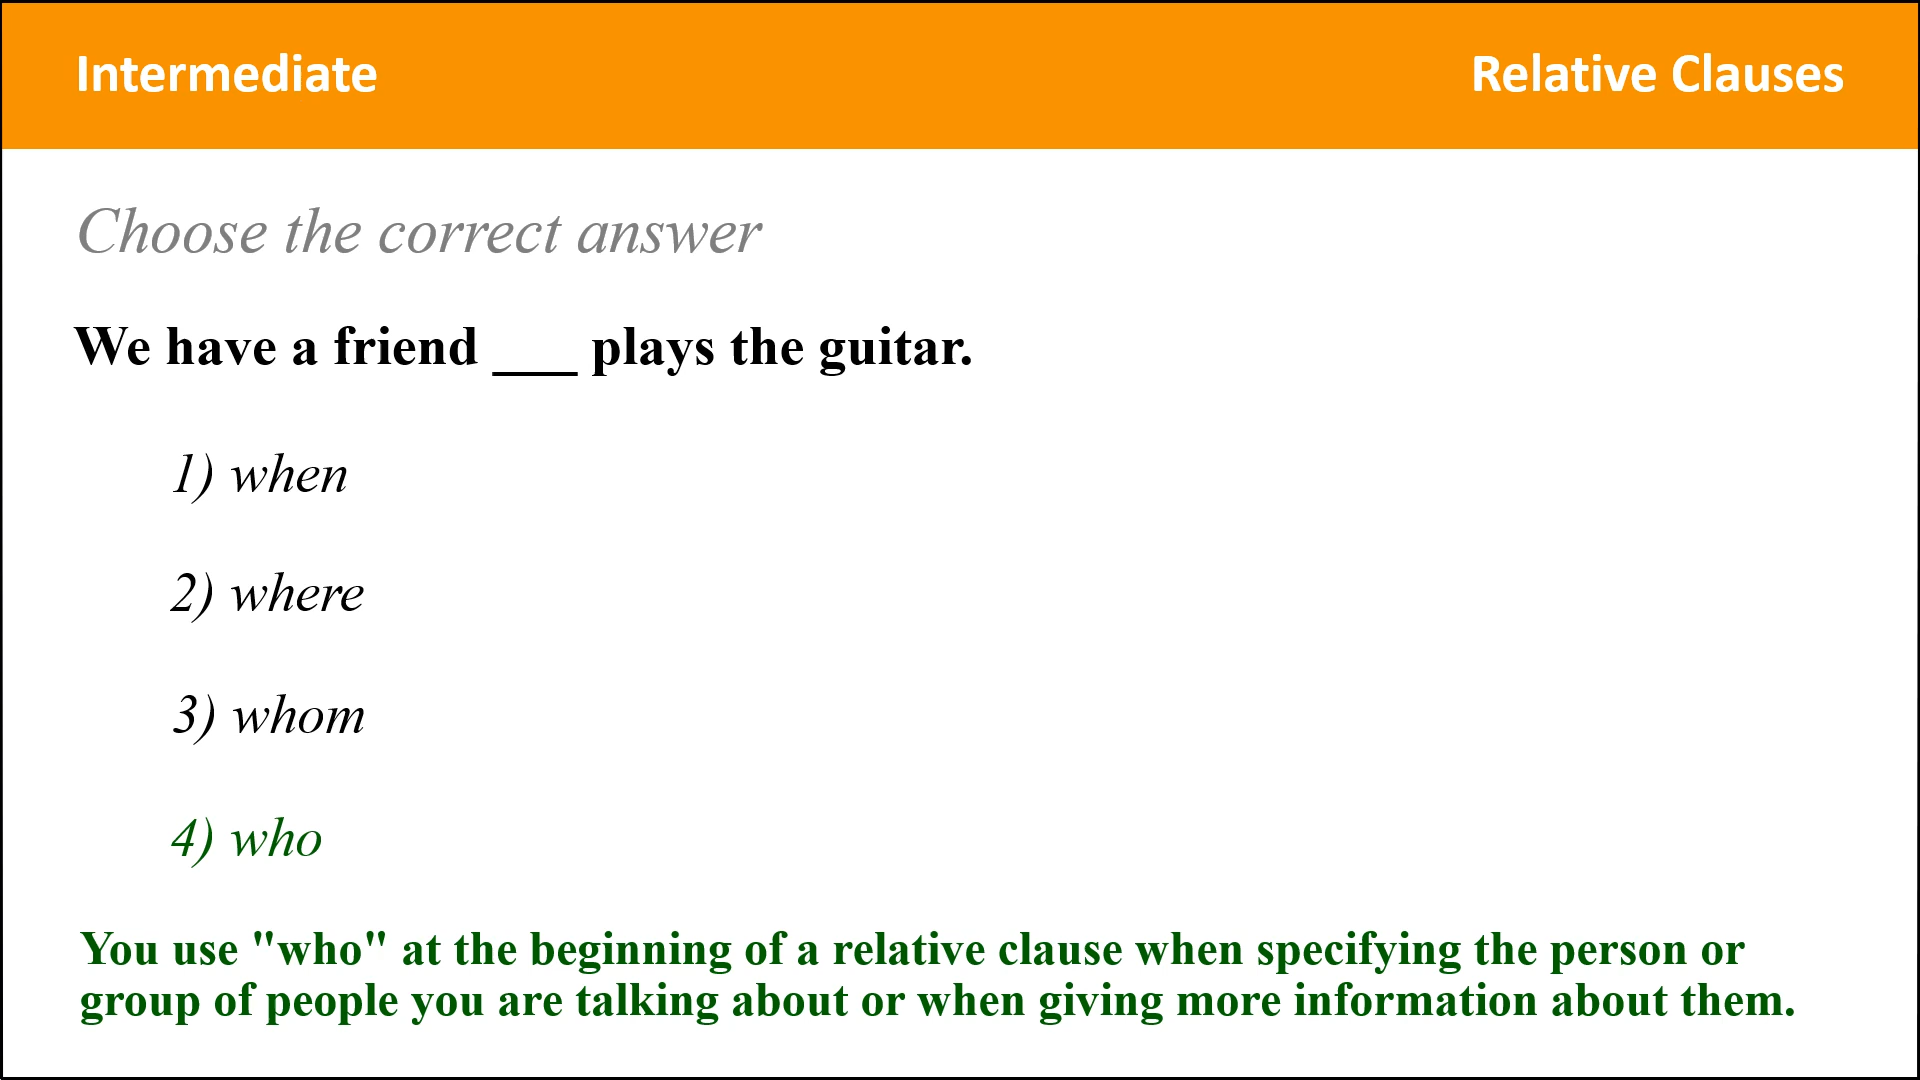 Intermediate
Relative Clauses
Choose the correct answer
We have a friend ___ plays the guitar.
1) when
2) where
3) whom
4) who
You use "who" at the beginning of a relative clause when specifying the person or
group of people you are talking about or when giving more information about them.